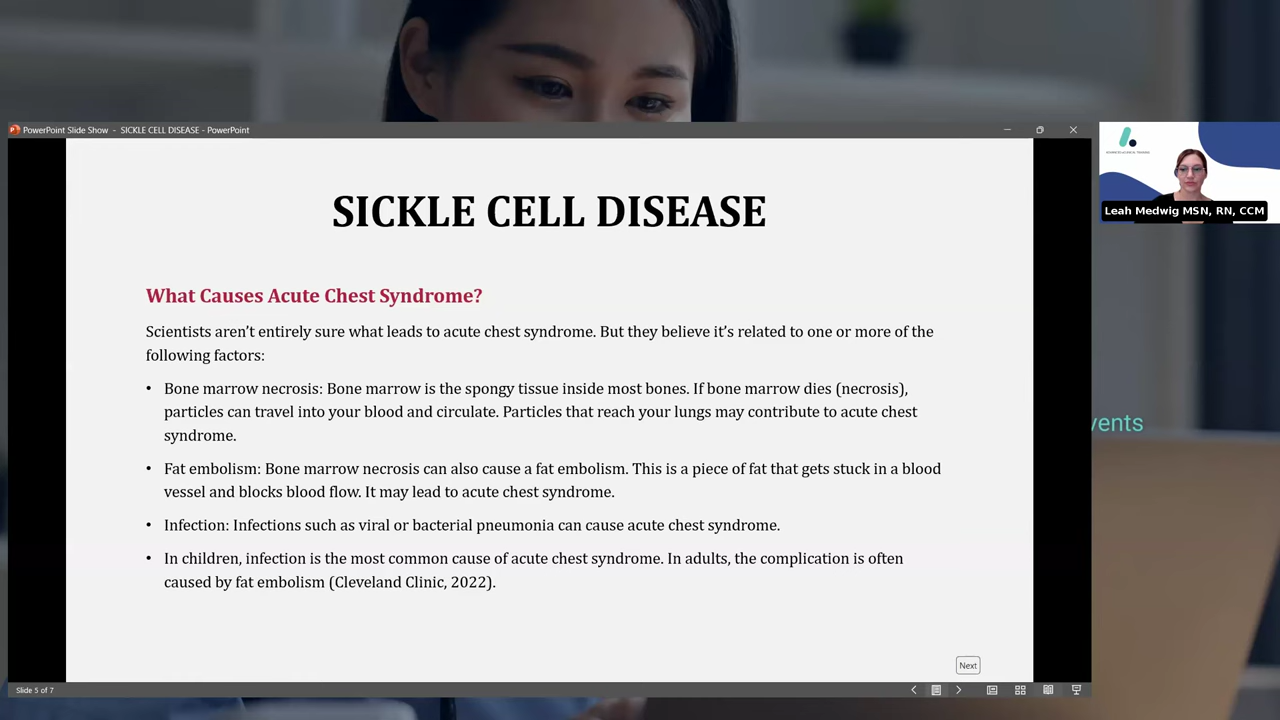 PowerPoint Slide Show - SICKLE CELL DISEASE - PowerPoint
SICKLE CELL DISEASE
What Causes Acute Chest Syndrome?
Scientists aren't entirely sure what leads to acute chest syndrome. But they believe it's related to one or more of the
following factors:
• Bone marrow necrosis: Bone marrow is the spongy tissue inside most bones. If bone marrow dies (necrosis),
particles can travel into your blood and circulate. Particles that reach your lungs may contribute to acute chest
syndrome.
• Fat embolism: Bone marrow necrosis can also cause a fat embolism. This is a piece of fat that gets stuck in a blood
vessel and blocks blood flow. It may lead to acute chest syndrome.
• Infection: Infections such as viral or bacterial pneumonia can cause acute chest syndrome.
• In children, infection is the most common cause of acute chest syndrome. In adults, the complication is often
caused by fat embolism (Cleveland Clinic, 2022).
Next
Slide 5 of 7
Leah Medwig MSN, RN, CCM
vents